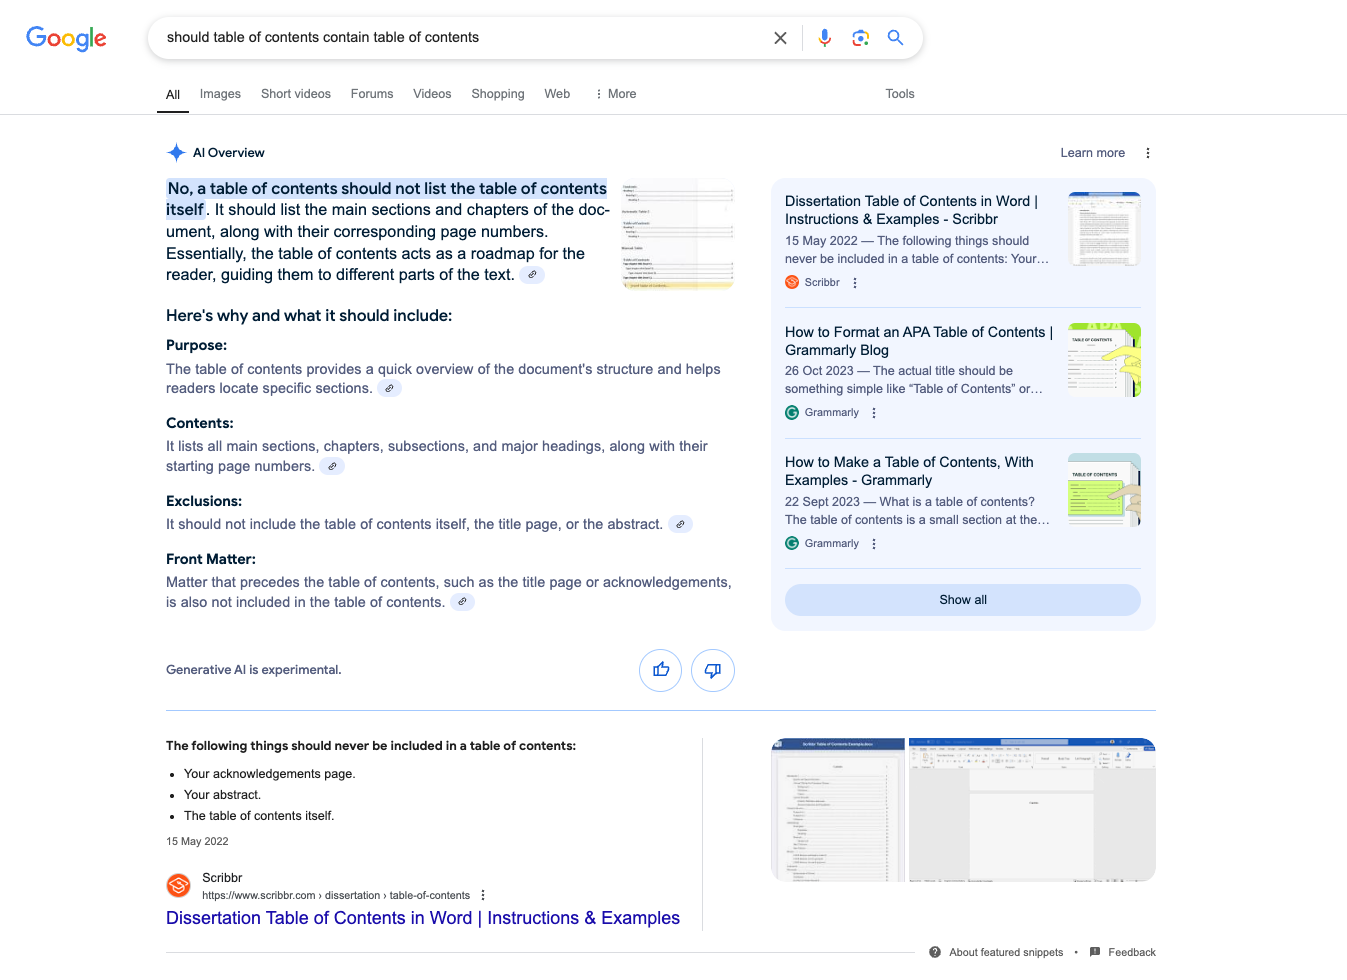 Google
should table of contents contain table of contents
All
Images
Short videos
Forums
Videos
Shopping
Web
More
Tools
AI Overview
Learn more
No, a table of contents should not list the table of contents
itself. It should list the main sections and chapters of the doc-
ument, along with their corresponding page numbers.
Essentially, the table of contents acts as a roadmap for the
reader, guiding them to different parts of the text.
Here's why and what it should include:
Purpose:
The table of contents provides a quick overview of the document's structure and helps
readers locate specific sections.
Contents:
It lists all main sections, chapters, subsections, and major headings, along with their
starting page numbers.
Exclusions:
It should not include the table of contents itself, the title page, or the abstract.
Front Matter:
Matter that precedes the table of contents, such as the title page or acknowledgements,
is also not included in the table of contents.
Generative AI is experimental.
Dissertation Table of Contents in Word |
Instructions & Examples - Scribbr
15 May 2022 — The following things should
never be included in a table of contents: Your…
Scribbr
How to Format an APA Table of Contents |
Grammarly Blog
26 Oct 2023 — The actual title should be
something simple like “Table of Contents” or…
Grammarly
TABLE OF CONTENTS
How to Make a Table of Contents, With
Examples - Grammarly
22 Sept 2023 — What is a table of contents?
The table of contents is a small section at the…
Grammarly
TABLE OF CONTENTS
Show all
The following things should never be included in a table of contents:
• Your acknowledgements page.
• Your abstract.
• The table of contents itself.
15 May 2022
Scribbr
https://www.scribbr.com › dissertation › table-of-contents
Dissertation Table of Contents in Word | Instructions & Examples
Scribbr Table of Contents Example.docx
About featured snippets
•
Feedback